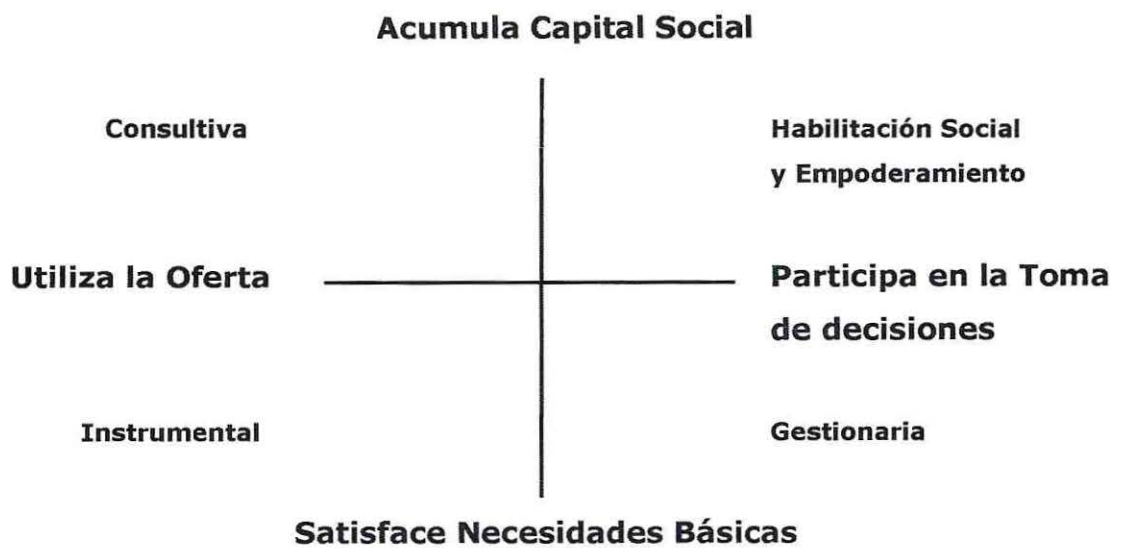 Acumula Capital Social
Consultiva
Habilitación Social
y Empoderamiento
Utiliza la Oferta
Participa en la Toma
de decisiones
Instrumental
Gestionaria
Satisface Necesidades Básicas